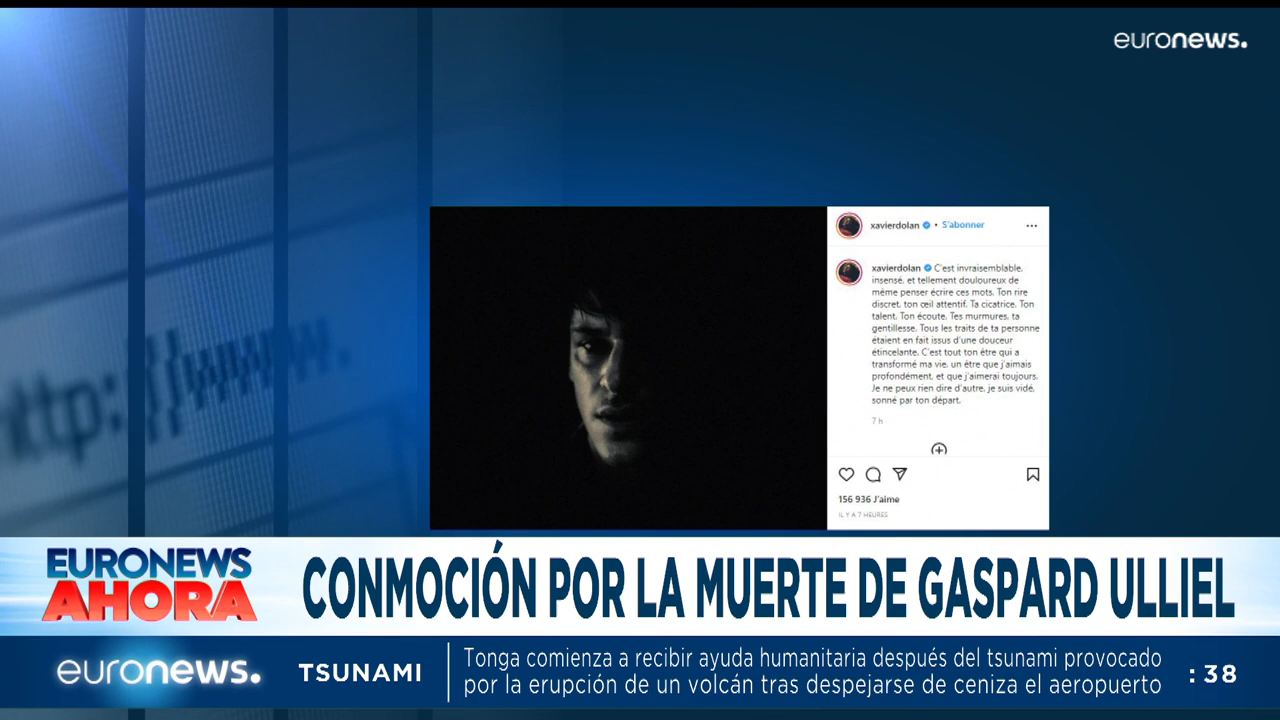 euronews.
http:
xavierdolan • S'abonner
xavierdolan C'est invraisemblable,
insensé, et tellement douloureux de
même penser écrire ces mots. Ton rire
discret, ton œil attentif. Ta cicatrice. Ton
talent. Ton écoute. Tes murmures, ta
gentillesse. Tous les traits de ta personne
étaient en fait issus d'une douceur
étincelante. C'est tout ton être qui a
transformé ma vie, un être que j'aimais
profondément, et que j'aimerai toujours.
Je ne peux rien dire d'autre, je suis vidé,
sonné par ton départ.
7 h
156 936 J'aime
IL Y A 7 HEURES
EURONEWS
AHORA
CONMOCIÓN POR LA MUERTE DE GASPARD ULLIEL
euronews.
TSUNAMI
Tonga comienza a recibir ayuda humanitaria después del tsunami provocado
por la erupción de un volcán tras despejarse de ceniza el aeropuerto
:38